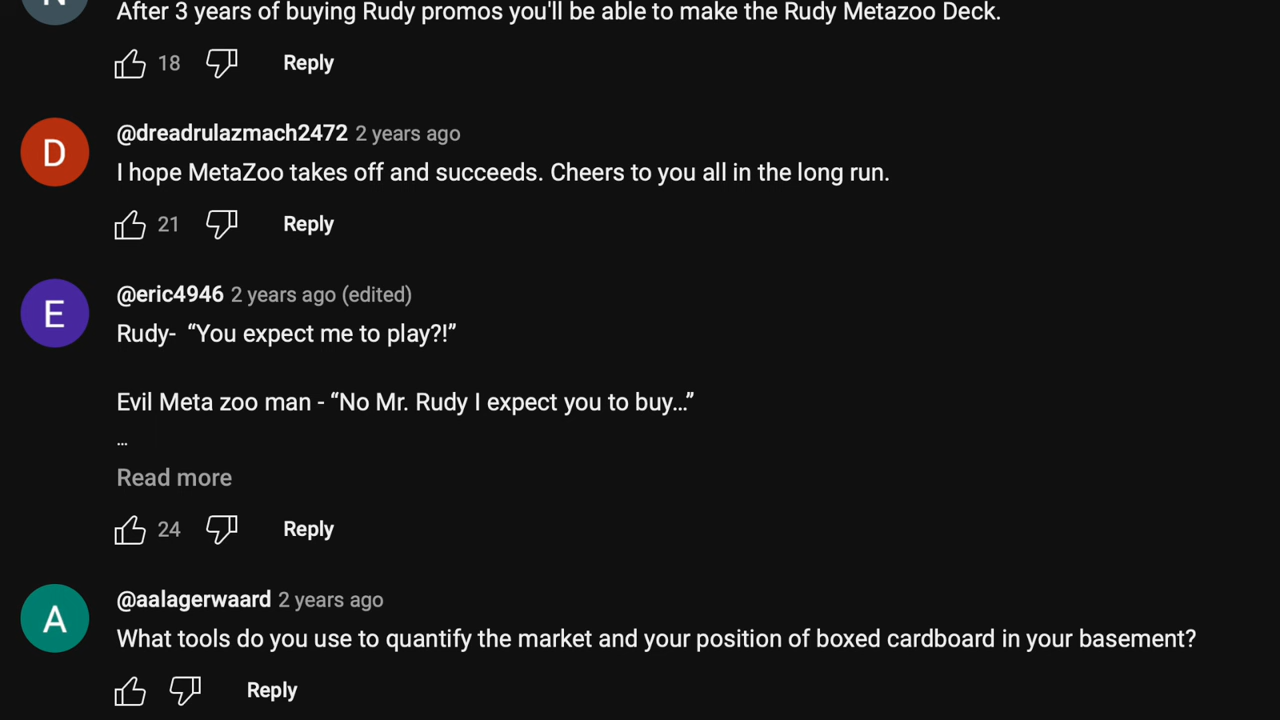 After 3 years of buying Rudy promos you'll be able to make the Rudy Metazoo Deck.
18 Reply
D
@dreadrulazmach2472 2 years ago
I hope MetaZoo takes off and succeeds. Cheers to you all in the long run.
21 Reply
E
@eric4946 2 years ago (edited)
Rudy- “You expect me to play?!”
Evil Meta zoo man - “No Mr. Rudy I expect you to buy...”
...
Read more
24 Reply
A
@aalagerwaard 2 years ago
What tools do you use to quantify the market and your position of boxed cardboard in your basement?
Reply